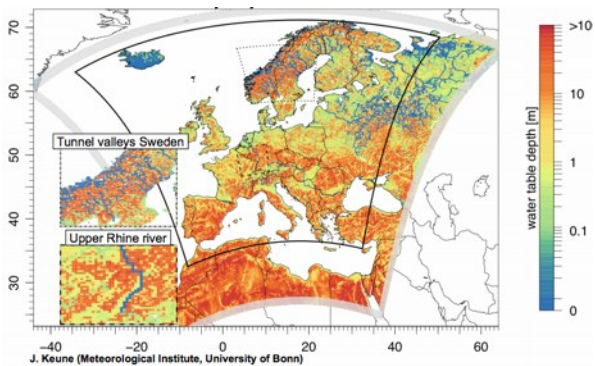 70
60
50
40
30
Tunnel valleys Sweden
Upper Rhine river
−40 −20 0 20 40 60
J. Keune (Meteorological Institute, University of Bonn)
>10
10
1
0.1
0
water table depth [m]